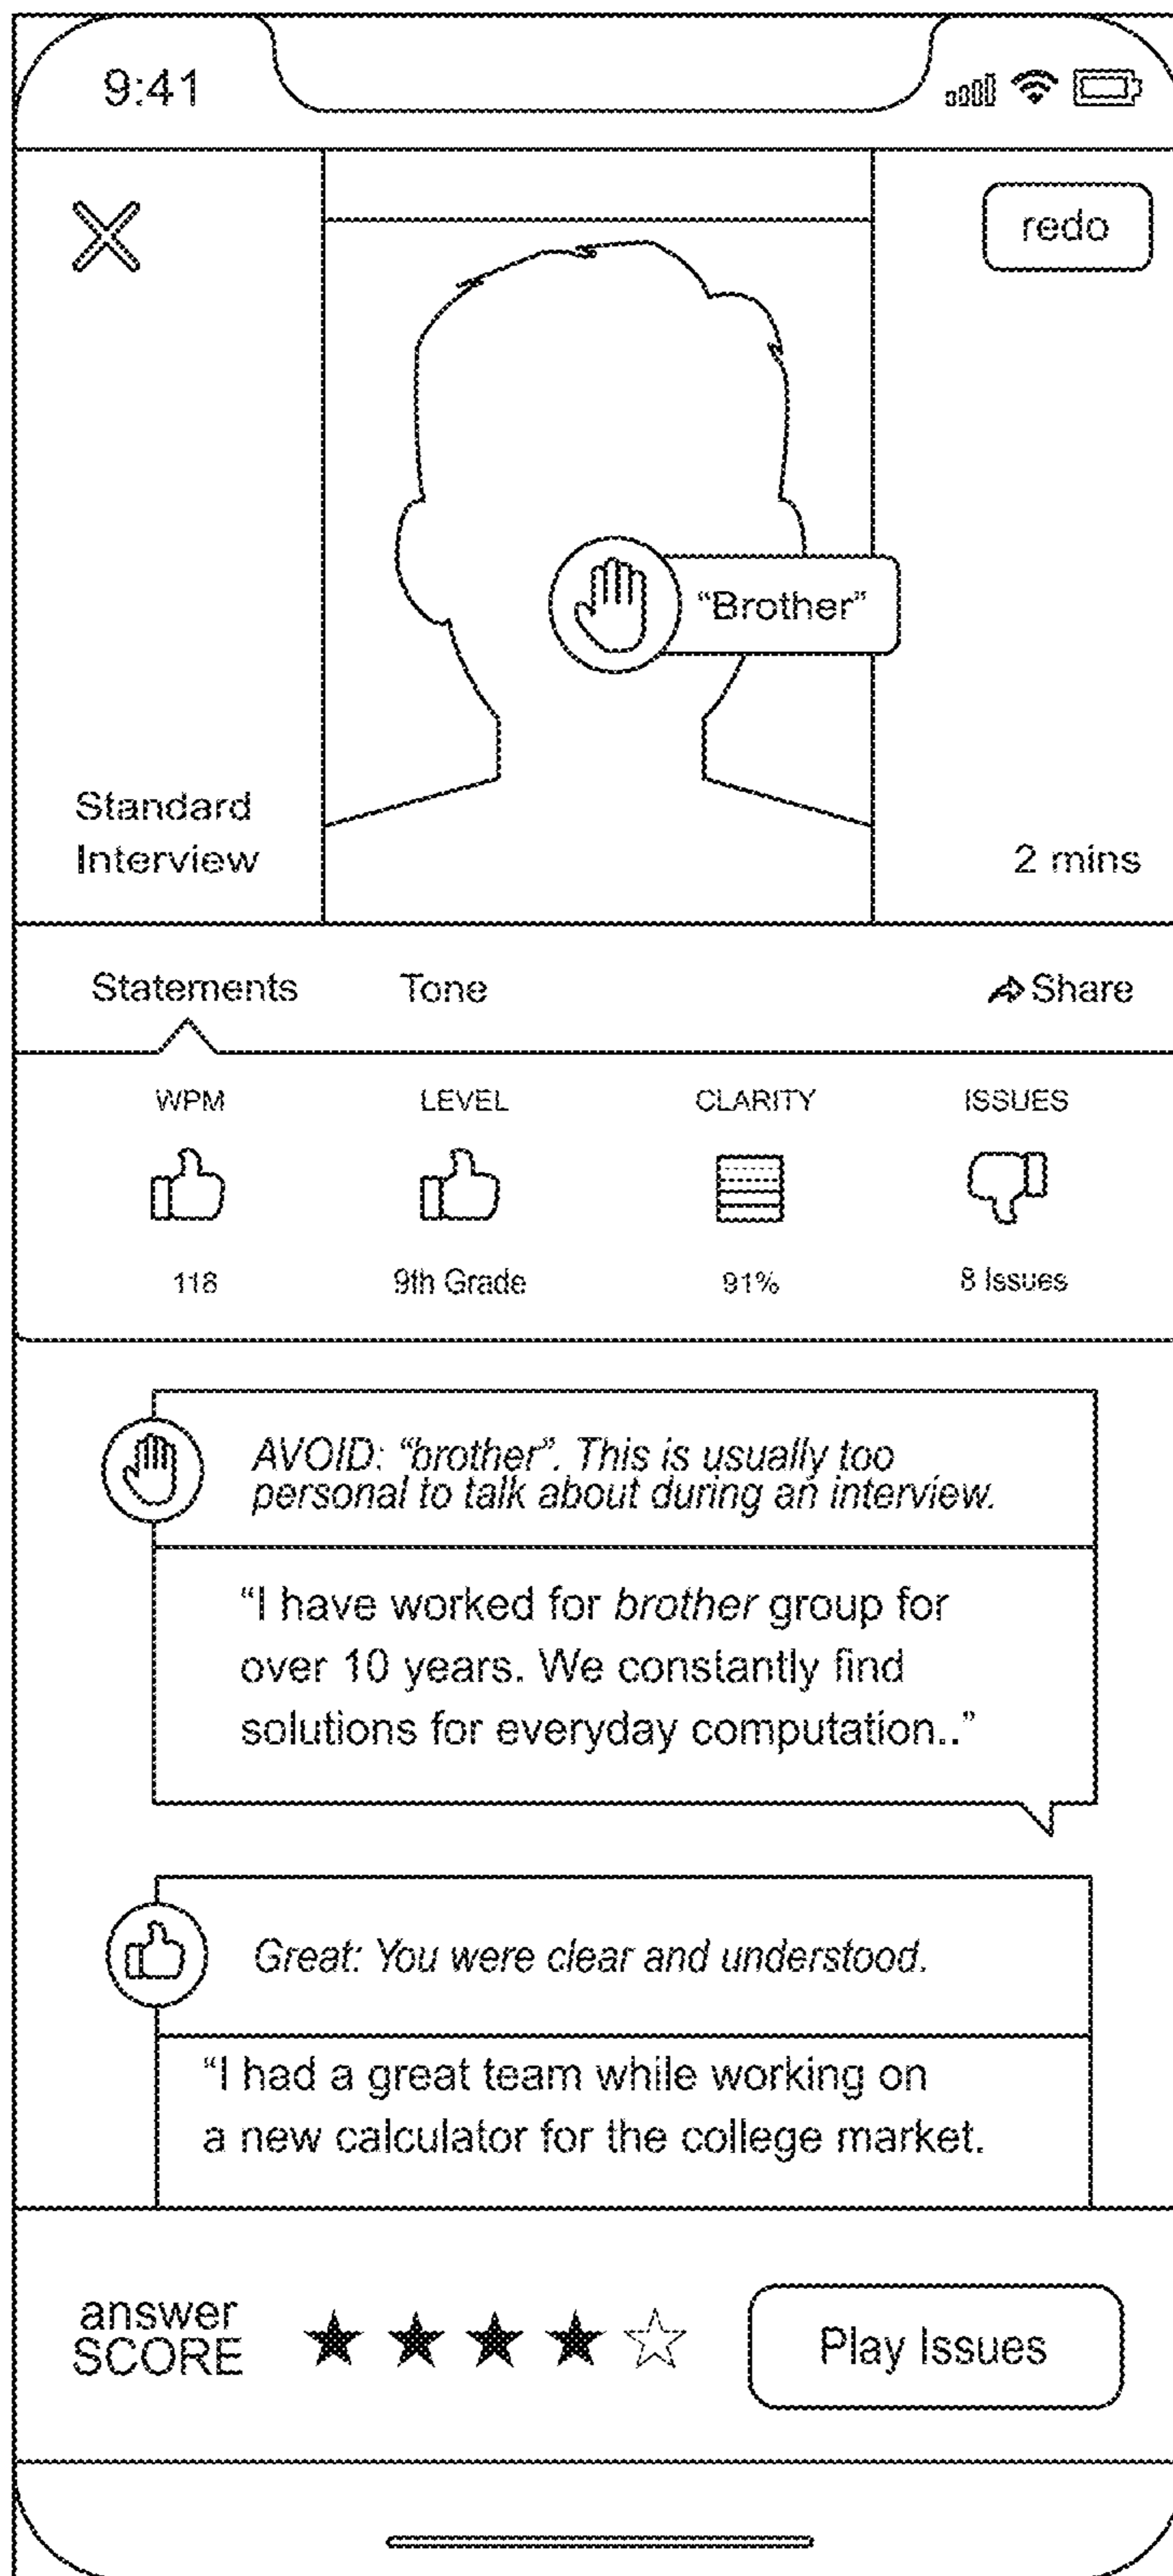 9:41
redo
“Brother”
Standard
Interview
2 mins
Statements Tone Share
WPM LEVEL CLARITY ISSUES
118 9th Grade 91% 8 Issues
AVOID: “brother”. This is usually too
personal to talk about during an interview.
“I have worked for brother group for
over 10 years. We constantly find
solutions for everyday computation..”
Great: You were clear and understood.
“I had a great team while working on
a new calculator for the college market.
answer
SCORE
Play Issues